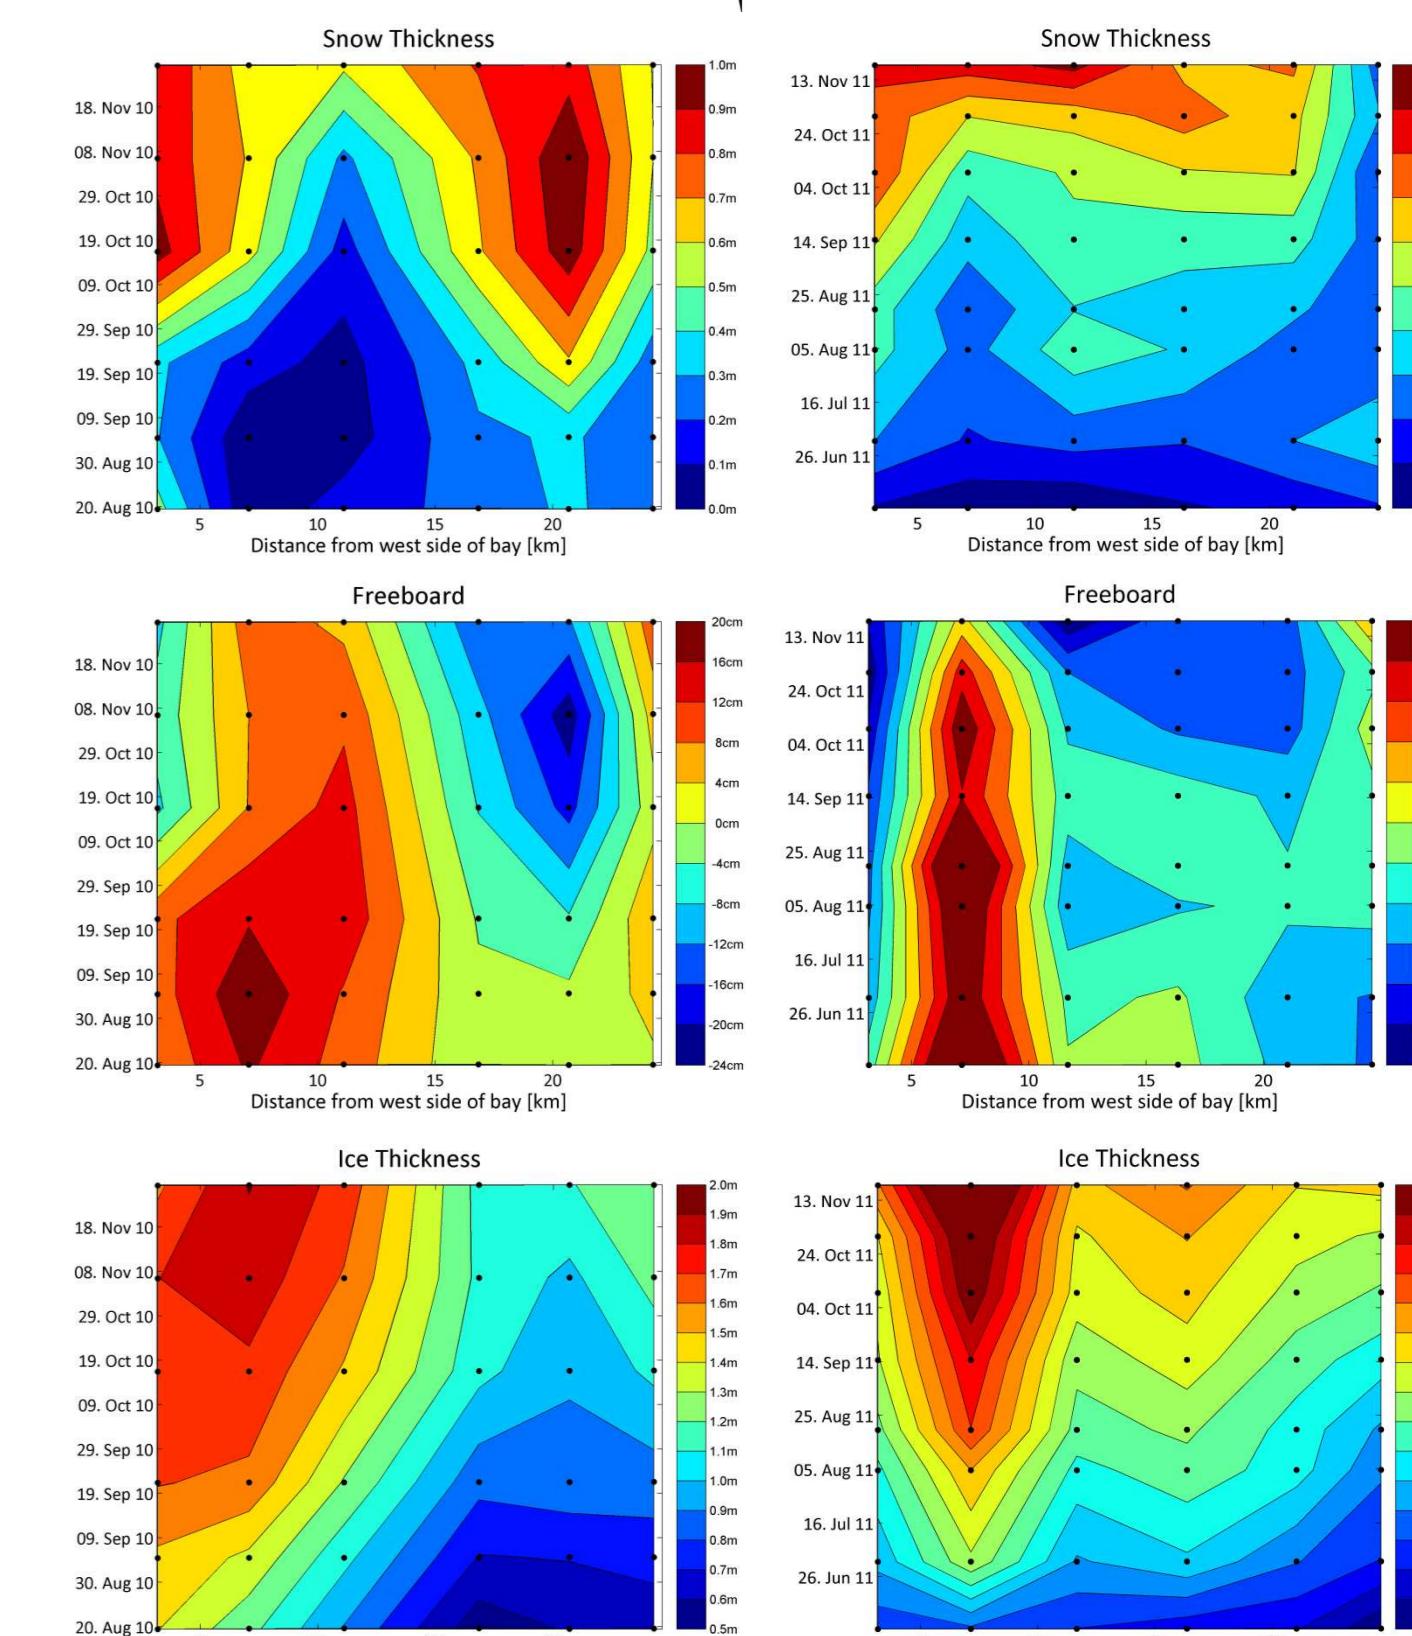 Snow Thickness
18. Nov 10
08. Nov 10
29. Oct 10
19. Oct 10
09. Oct 10
29. Sep 10
19. Sep 10
09. Sep 10
30. Aug 10
20. Aug 10
5 10 15 20
Distance from west side of bay [km]
1.0m
0.9m
0.8m
0.7m
0.6m
0.5m
0.4m
0.3m
0.2m
0.1m
0.0m
Snow Thickness
13. Nov 11
24. Oct 11
04. Oct 11
14. Sep 11
25. Aug 11
05. Aug 11
16. Jul 11
26. Jun 11
5 10 15 20
Distance from west side of bay [km]
Freeboard
18. Nov 10
08. Nov 10
29. Oct 10
19. Oct 10
09. Oct 10
29. Sep 10
19. Sep 10
09. Sep 10
30. Aug 10
20. Aug 10
5 10 15 20
Distance from west side of bay [km]
20cm
16cm
12cm
8cm
4cm
0cm
-4cm
-8cm
-12cm
-16cm
-20cm
-24cm
Freeboard
13. Nov 11
24. Oct 11
04. Oct 11
14. Sep 11
25. Aug 11
05. Aug 11
16. Jul 11
26. Jun 11
5 10 15 20
Distance from west side of bay [km]
Ice Thickness
18. Nov 10
08. Nov 10
29. Oct 10
19. Oct 10
09. Oct 10
29. Sep 10
19. Sep 10
09. Sep 10
30. Aug 10
20. Aug 10
2.0m
1.9m
1.8m
1.7m
1.6m
1.5m
1.4m
1.3m
1.2m
1.1m
1.0m
0.9m
0.8m
0.7m
0.6m
0.5m
Ice Thickness
13. Nov 11
24. Oct 11
04. Oct 11
14. Sep 11
25. Aug 11
05. Aug 11
16. Jul 11
26. Jun 11